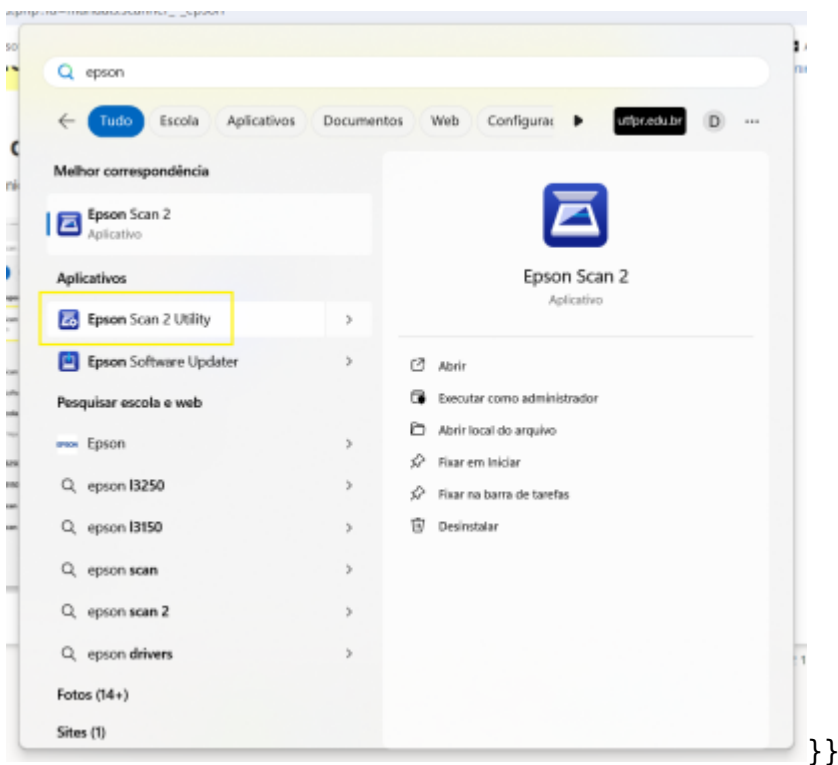 epson
Tudo Escola Aplicativos Documentos Web Configuraç utfpr.edu.br D ...
Melhor correspondência
Epson Scan 2
Aplicativo
Epson Scan 2
Aplicativo
Aplicativos
Epson Scan 2 Utility
Epson Software Updater
Pesquisar escola e web
Epson
epson l3250
epson l3150
epson scan
epson scan 2
epson drivers
Fotos (14+)
Sites (1)
Abrir
Executar como administrador
Abrir local do arquivo
Fixar em Iniciar
Fixar na barra de tarefas
Desinstalar
}}